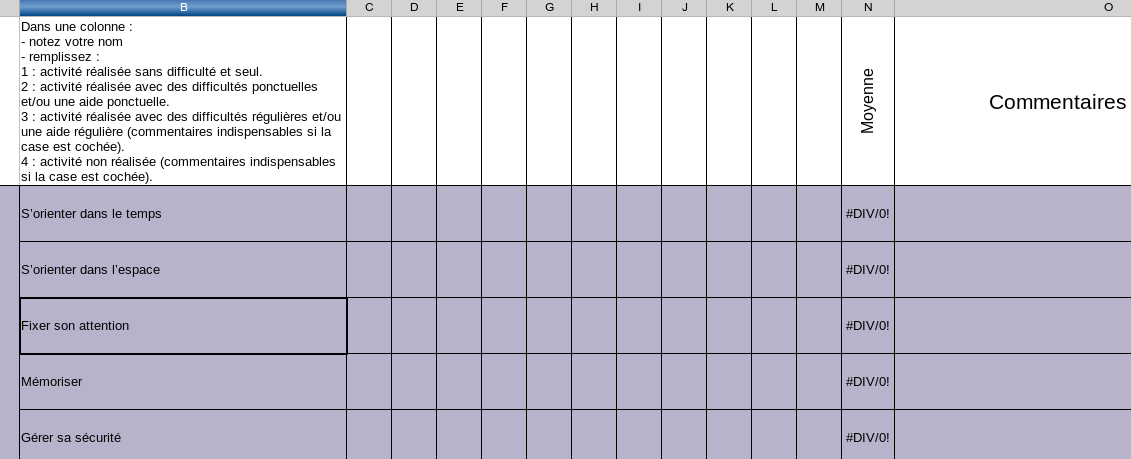 B C D E F G H I J K L M N O
Dans une colonne :
- notez votre nom
- remplissez :
1 : activité réalisée sans difficulté et seul.
2 : activité réalisée avec des difficultés ponctuelles
et/ou une aide ponctuelle.
3 : activité réalisée avec des difficultés régulières et/ou
une aide régulière (commentaires indispensables si la
case est cochée).
4 : activité non réalisée (commentaires indispensables
si la case est cochée).
Moyenne
Commentaires
S’orienter dans le temps #DIV/0!
S’orienter dans l’espace #DIV/0!
Fixer son attention #DIV/0!
Mémoriser #DIV/0!
Gérer sa sécurité #DIV/0!